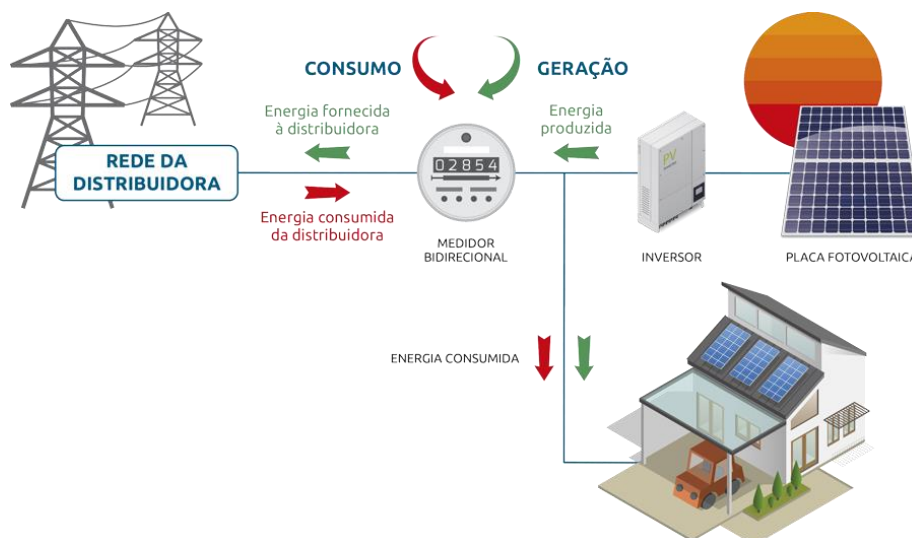 CONSUMO
GERAÇÃO
Energia fornecida
à distribuidora
Energia
produzida
REDE DA
DISTRIBUIDORA
02854
PV
Energia consumida
da distribuidora
MEDIDOR
BIDIRECIONAL
INVERSOR
PLACA FOTOVOLTAICA
ENERGIA CONSUMIDA